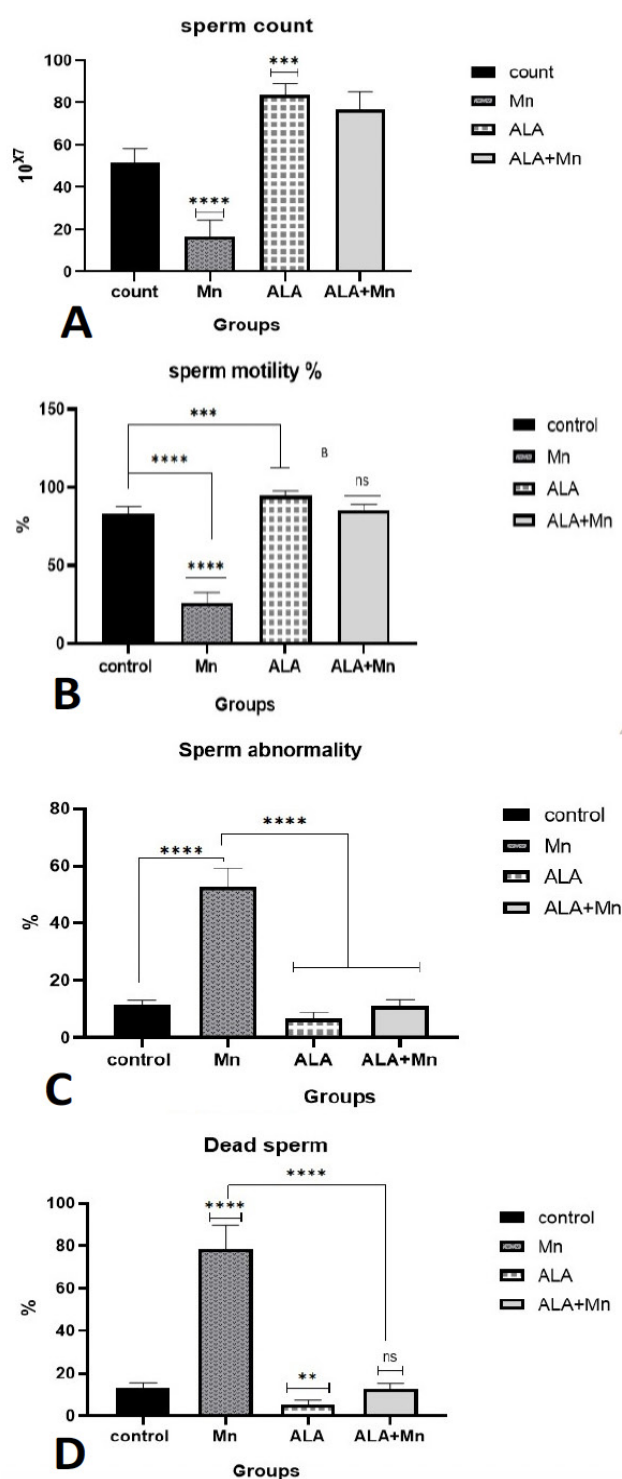 sperm count
***
****
100
80
60
40
20
0
10^X7
count
Mn
ALA
ALA+Mn
Groups
count
Mn
ALA
ALA+Mn
A
sperm motility %
150
100
50
0
%
***
****
****
B
ns
control
Mn
ALA
ALA+Mn
Groups
control
Mn
ALA
ALA+Mn
B
Sperm abnormality
80
60
40
20
0
%
****
****
control
Mn
ALA
ALA+Mn
Groups
control
Mn
ALA
ALA+Mn
C
Dead sperm
100
80
60
40
20
0
%
****
****
**
ns
control
Mn
ALA
ALA+Mn
Groups
control
Mn
ALA
ALA+Mn
D